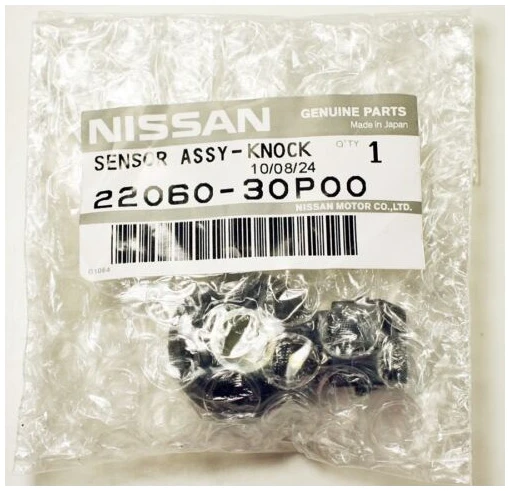 NISSAN
GENUINE PARTS
Made in Japan
SENSOR ASSY-KNOCK
Q'TY 1
10/08/24
22060-30P00
NISSAN MOTOR CO.,LTD.